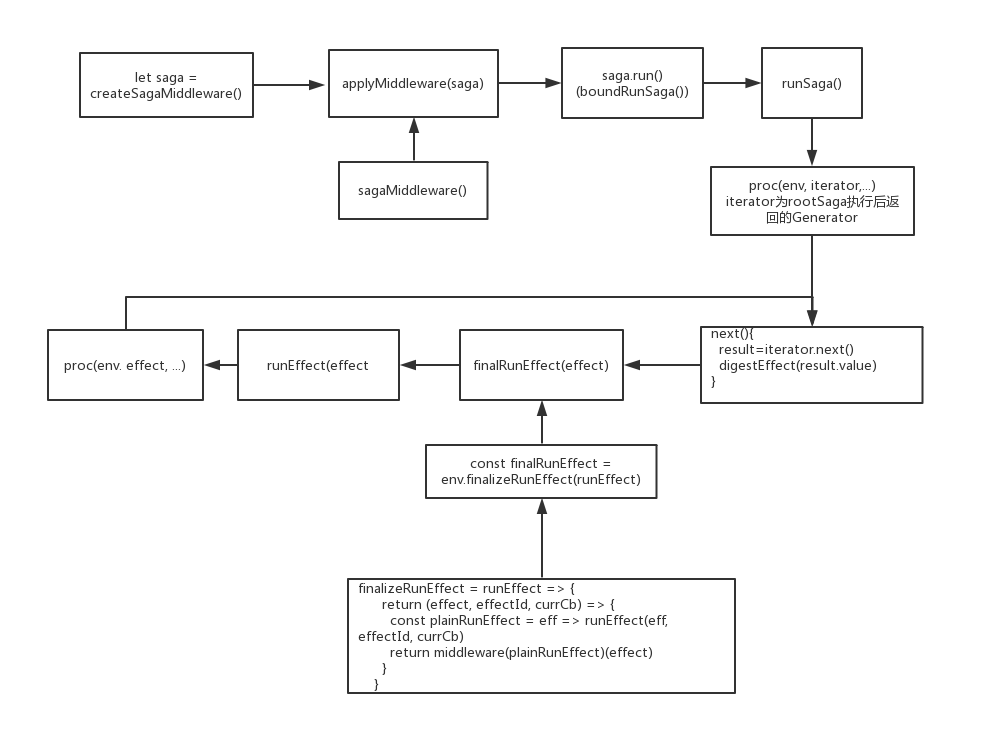 let saga =
createSagaMiddleware()
applyMiddleware(saga)
saga.run()
(boundRunSaga())
runSaga()
sagaMiddleware()
proc(env, iterator,...)
iterator为rootSaga执行后返
回的Generator
proc(env. effect, ...)
runEffect(effect
finalRunEffect(effect)
next(){
result=iterator.next()
digestEffect(result.value)
}
const finalRunEffect =
env.finalizeRunEffect(runEffect)
finalizeRunEffect = runEffect => {
return (effect, effectId, currCb) => {
const plainRunEffect = eff => runEffect(eff,
effectId, currCb)
return middleware(plainRunEffect)(effect)
}
}